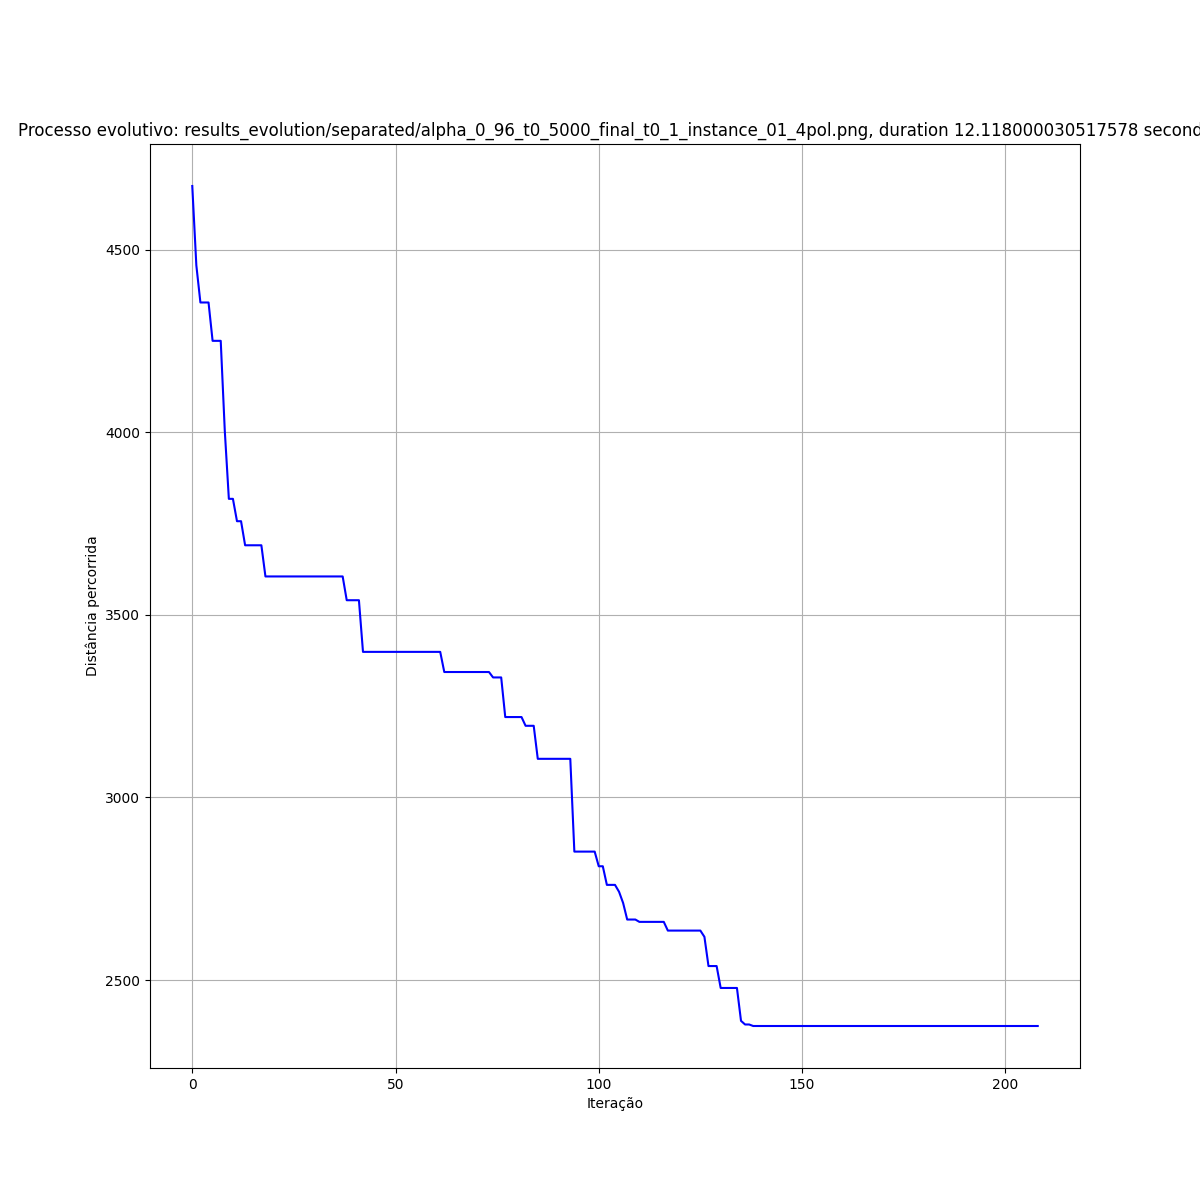 Processo evolutivo: results_evolution/separated/alpha_0_96_t0_5000_final_t0_1_instance_01_4pol.png, duration 12.118000030517578 second
4500
4000
3500
3000
2500
Distância percorrida
0 50 100 150 200
Iteração